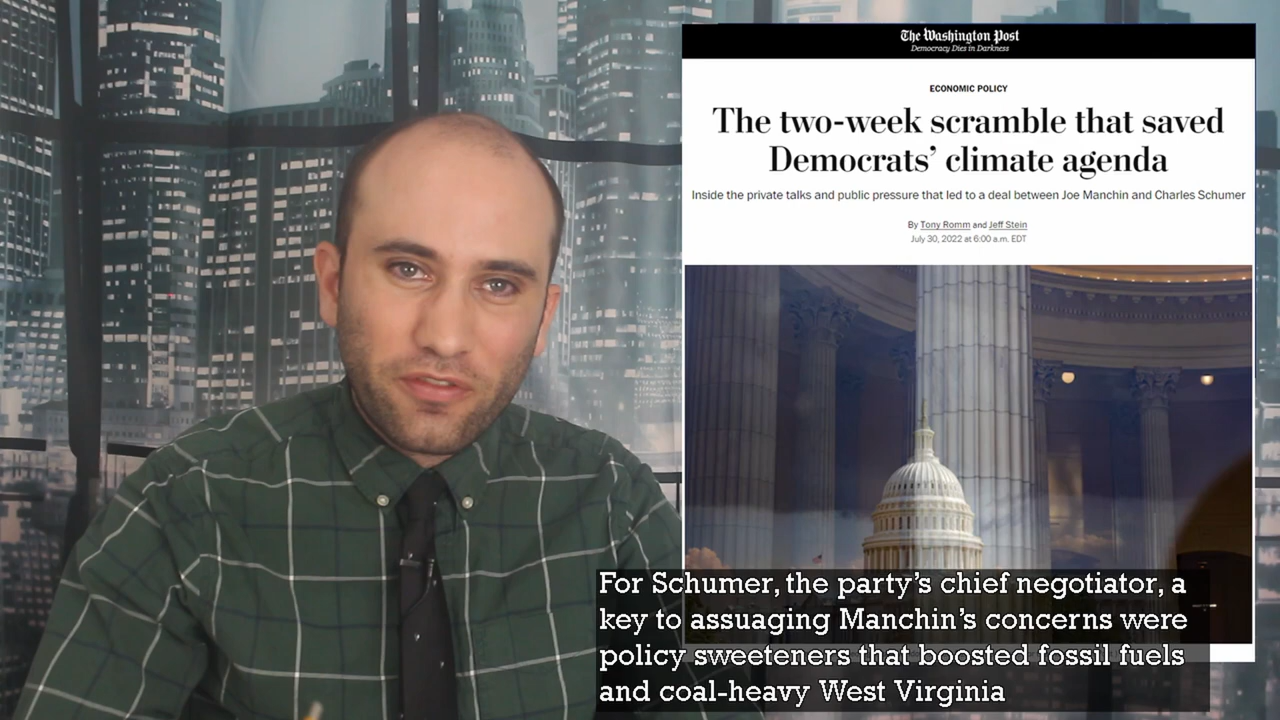 The Washington Post
Democracy Dies in Darkness
ECONOMIC POLICY
The two-week scramble that saved
Democrats’ climate agenda
Inside the private talks and public pressure that led to a deal between Joe Manchin and Charles Schumer
By Tony Romm and Jeff Stein
July 30, 2022 at 6:00 a.m. EDT
For Schumer, the party’s chief negotiator, a
key to assuaging Manchin’s concerns were
policy sweeteners that boosted fossil fuels
and coal-heavy West Virginia